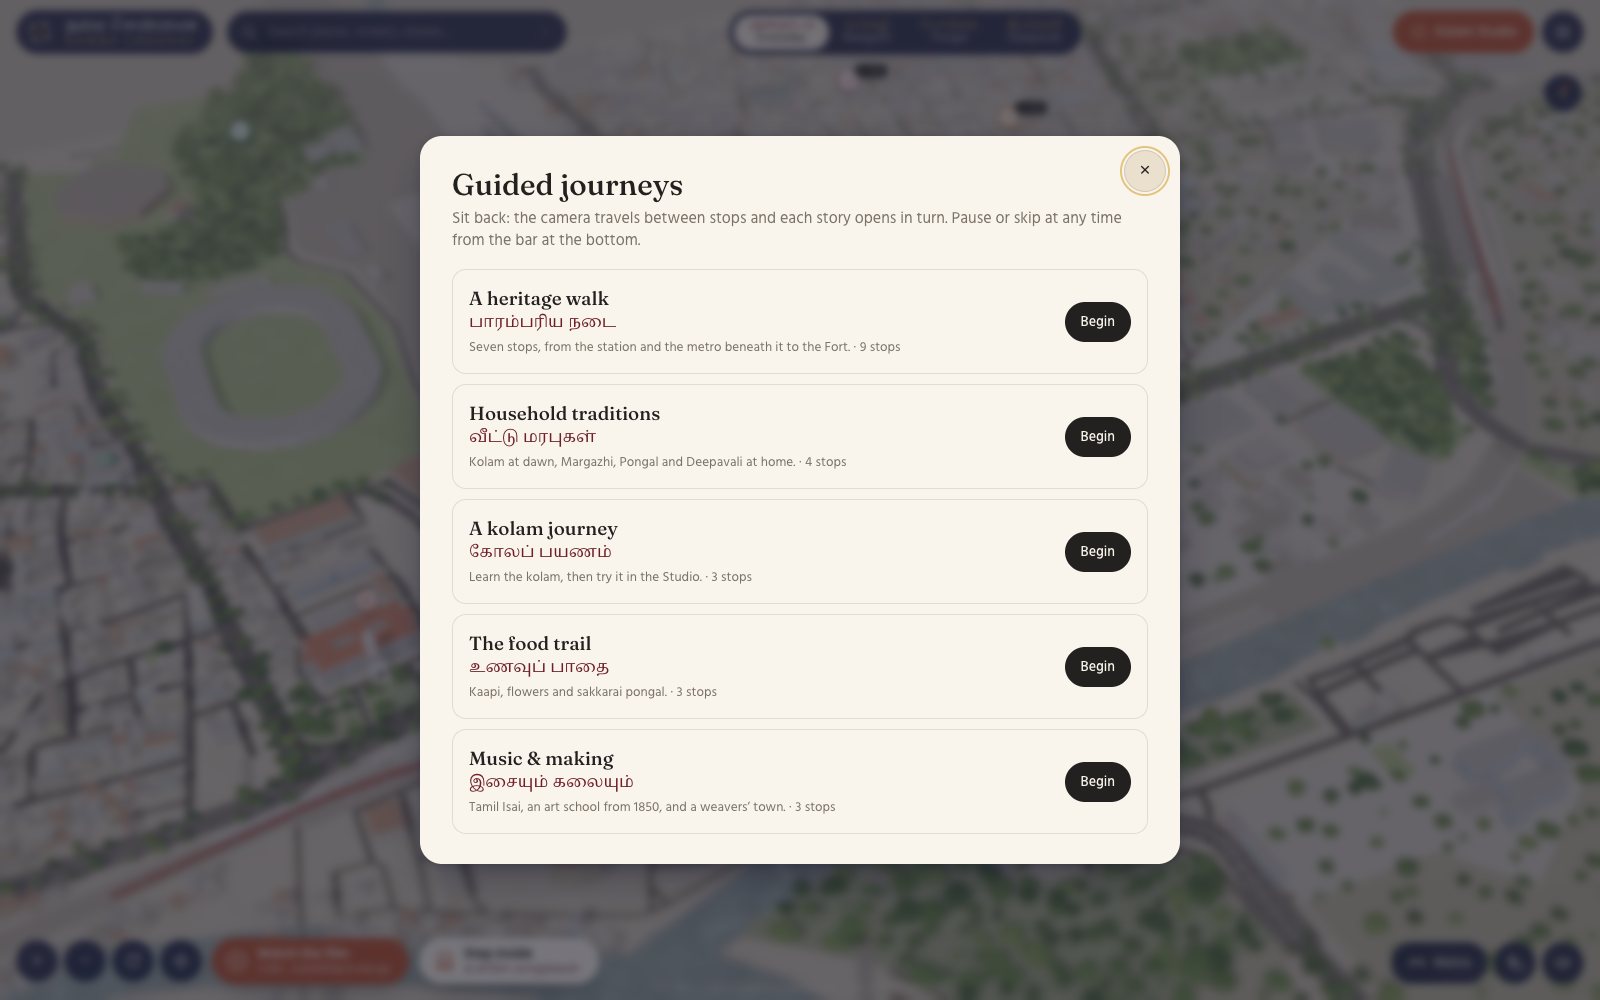 Guided journeys
Sit back: the camera travels between stops and each story opens in turn. Pause or skip at any time
from the bar at the bottom.
A heritage walk
பாரம்பரிய நடை
Seven stops, from the station and the metro beneath it to the Fort. · 9 stops
Begin
Household traditions
வீட்டு மரபுகள்
Kolam at dawn, Margazhi, Pongal and Deepavali at home. · 4 stops
Begin
A kolam journey
கோலப் பயணம்
Learn the kolam, then try it in the Studio. · 3 stops
Begin
The food trail
உணவுப் பாதை
Kaapi, flowers and sakkarai pongal. · 3 stops
Begin
Music & making
இசையும் கலையும்
Tamil Isai, an art school from 1850, and a weavers’ town. · 3 stops
Begin